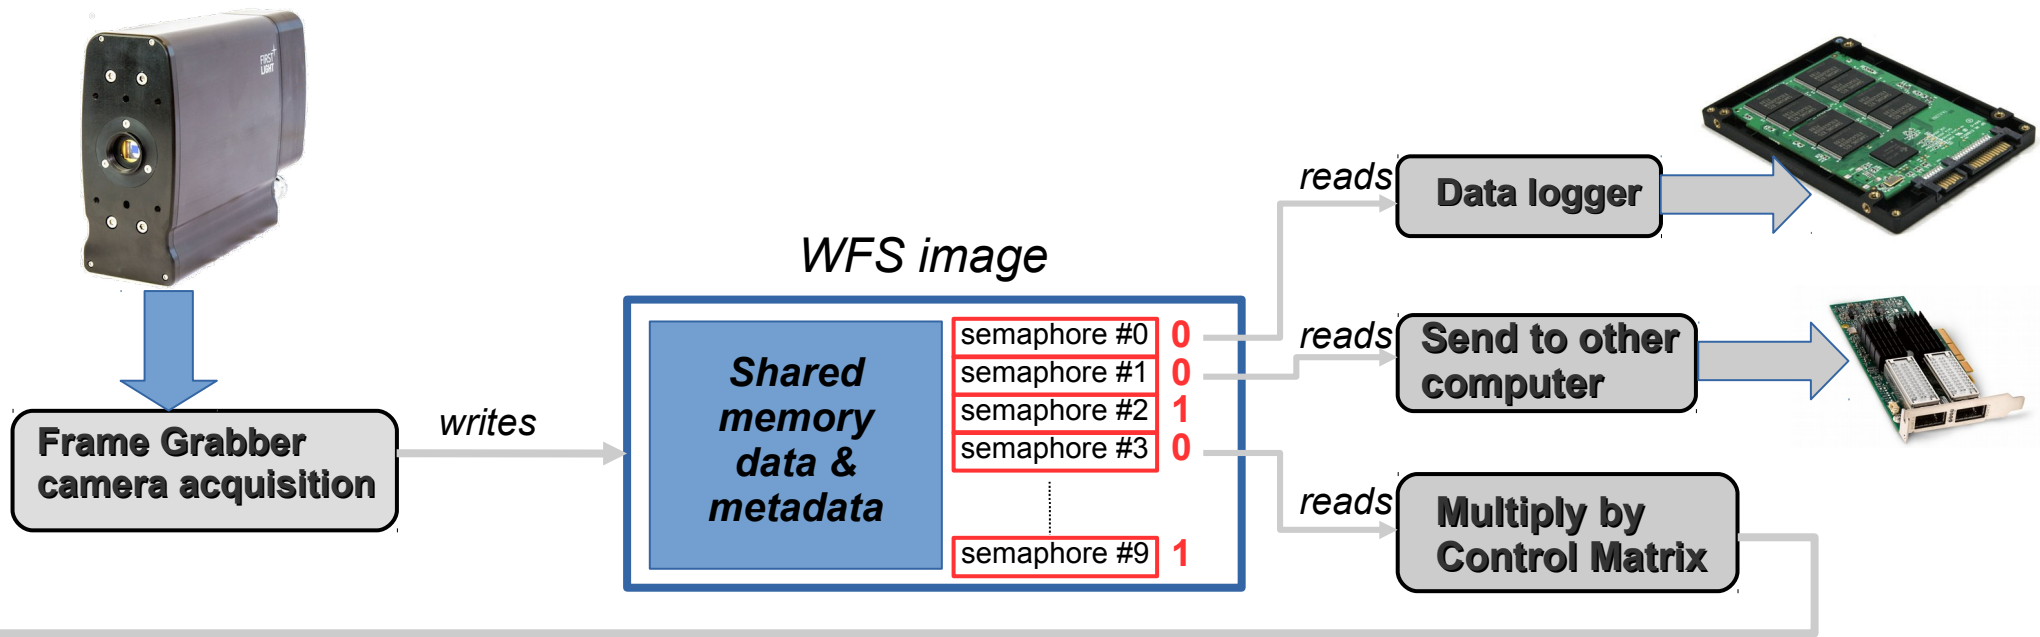 FIRST
LIGHT
WFS image
reads
Data logger
semaphore #0 0
semaphore #1 0
semaphore #2 1
semaphore #3 0
semaphore #9 1
Shared
memory
data &
metadata
reads
Send to other
computer
Frame Grabber
camera acquisition
writes
reads
Multiply by
Control Matrix